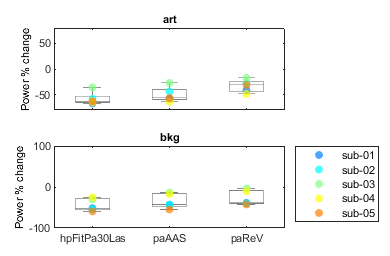 art
50
0
-50
Power % change
bkg
100
0
-100
Power % change
hpFitPa30Las paAAS paReV
sub-01
sub-02
sub-03
sub-04
sub-05